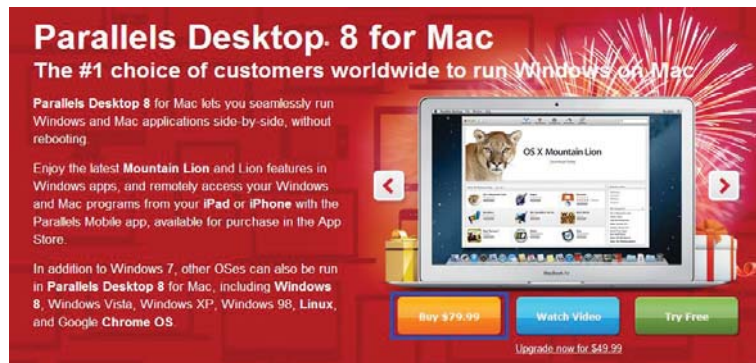 Parallels Desktop® 8 for Mac
The #1 choice of customers worldwide to run Windows on Mac
Parallels Desktop 8 for Mac lets you seamlessly run
Windows and Mac applications side-by-side, without
rebooting.
Enjoy the latest Mountain Lion and Lion features in
Windows apps, and remotely access your Windows
and Mac programs from your iPad or iPhone with the
Parallels Mobile app, available for purchase in the App
Store.
In addition to Windows 7, other OSes can also be run
in Parallels Desktop 8 for Mac, including Windows
8, Windows Vista, Windows XP, Windows 98, Linux,
and Google Chrome OS.
OS X Mountain Lion
MacBook Air
Buy $79.99
Watch Video
Try Free
Upgrade now for $49.99